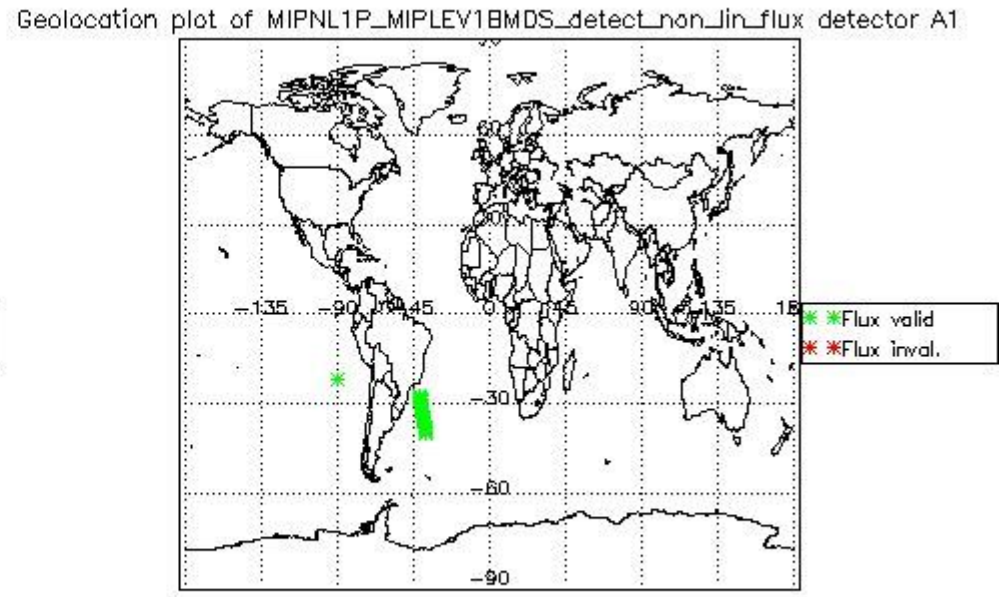 Geolocation plot of MIPNL1P_MIPLEV1BMDS_detect_non_lin_flux detector A1
60
-135 -90 -45 0 45 90 135
Flux valid
Flux inval.
-30
-60
-90